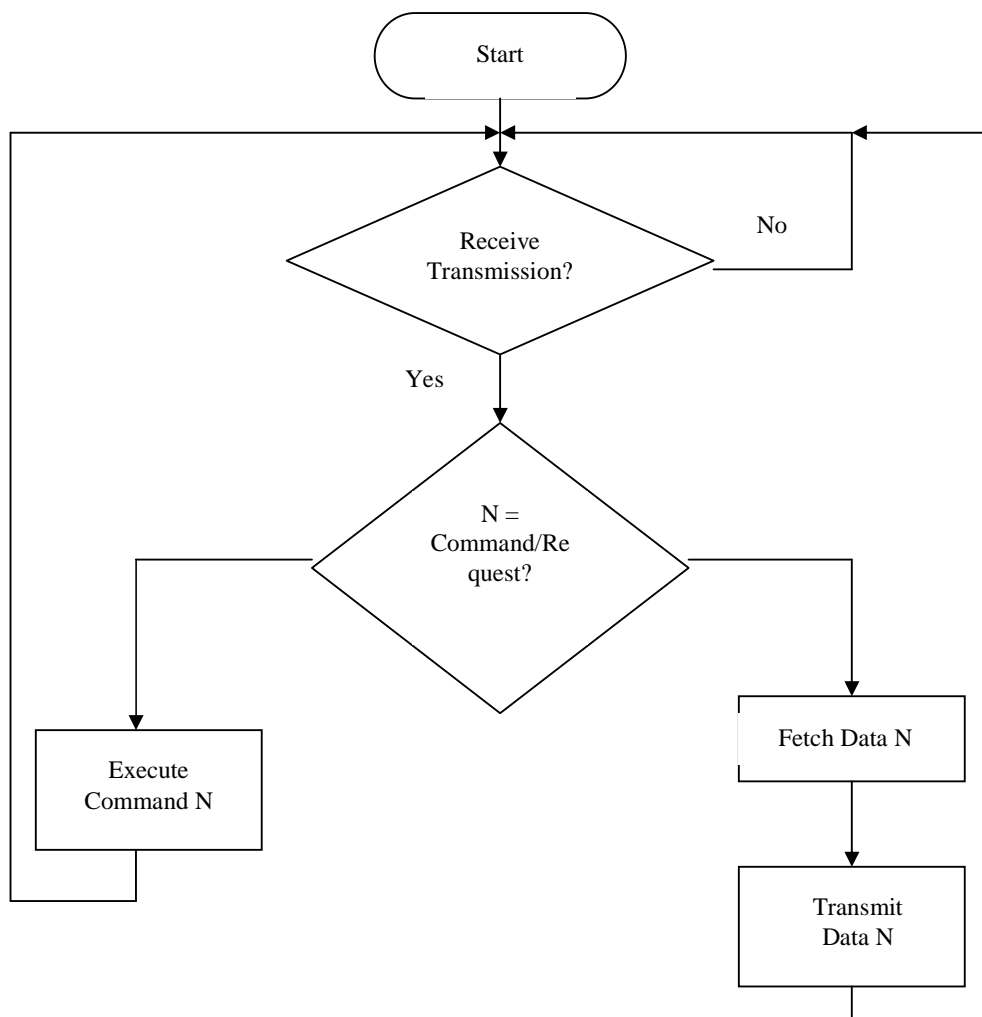 Start
No
Receive
Transmission?
Yes
N =
Command/Re
quest?
Fetch Data N
Execute
Command N
Transmit
Data N